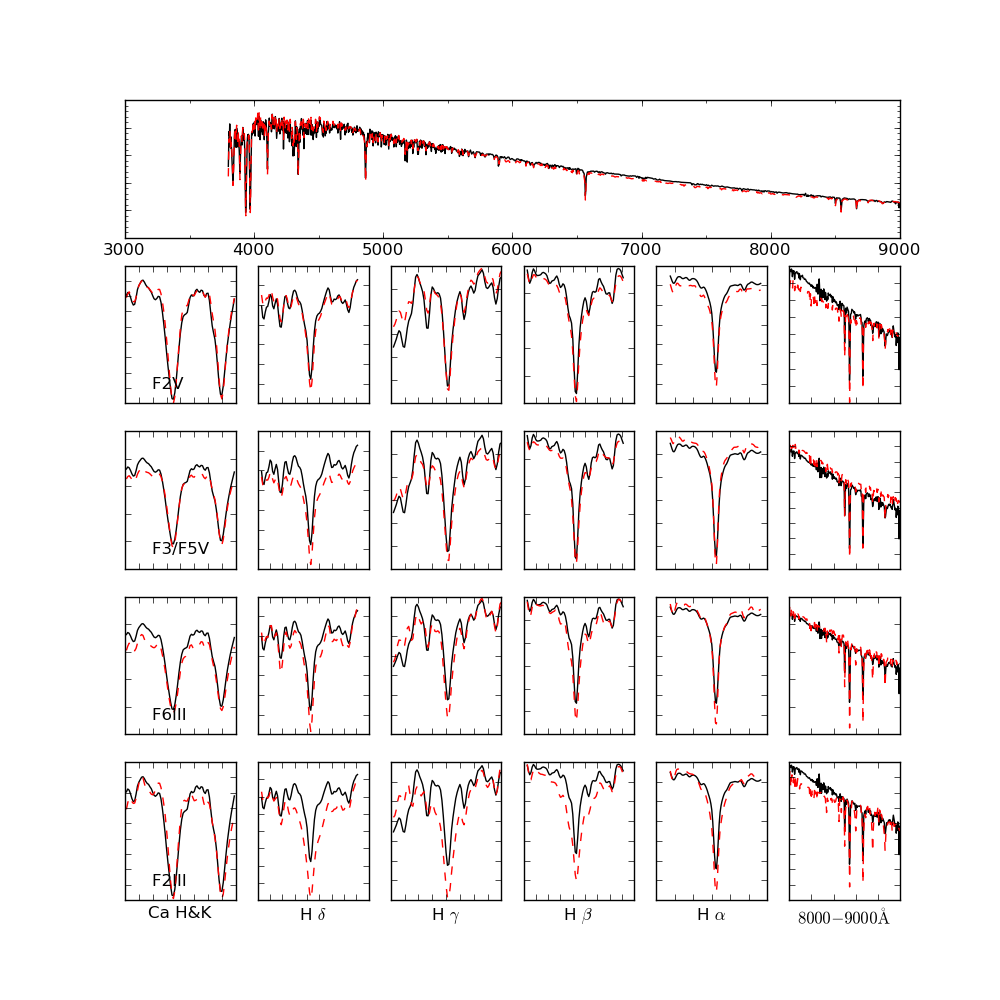 3000 4000 5000 6000 7000 8000 9000
F2V
F3/F5V
F6III
F2III
Ca H&K H δ H γ H β H α 8000−9000Å